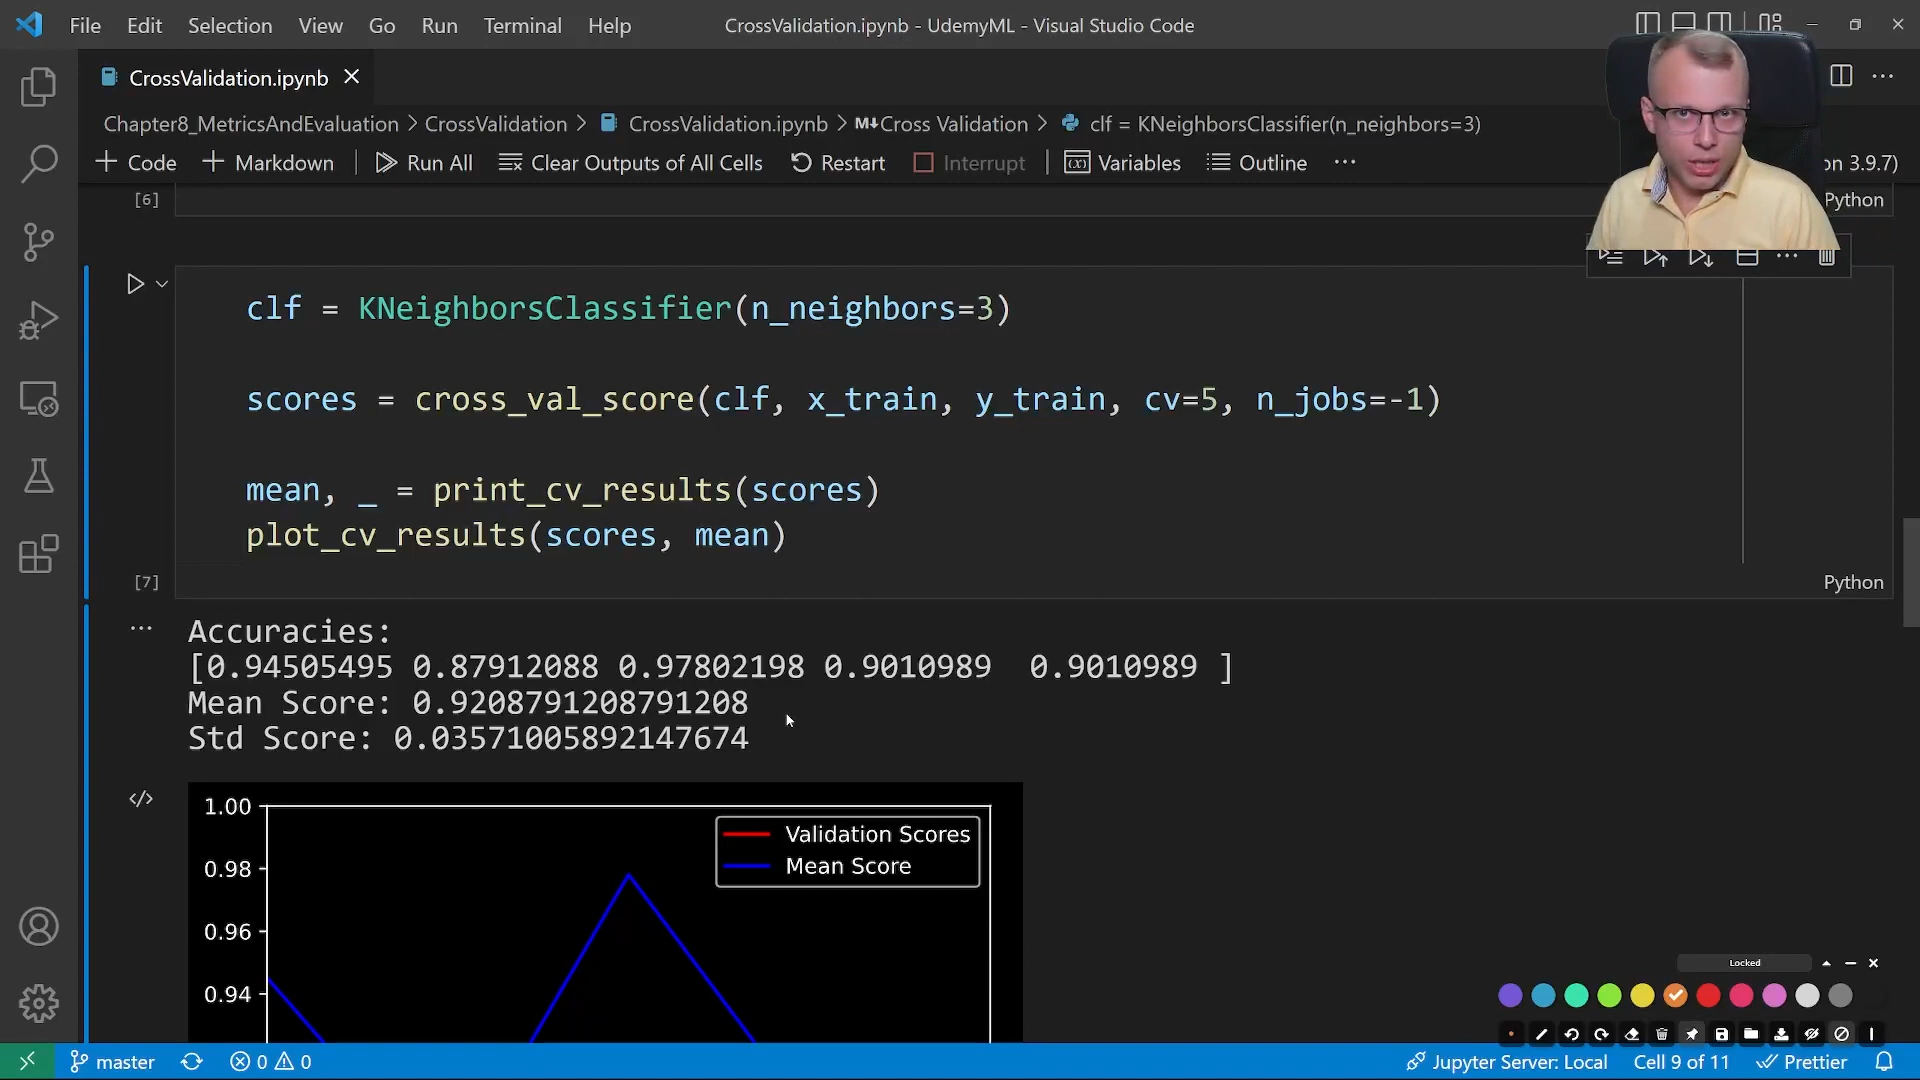 File Edit Selection View Go Run Terminal Help CrossValidation.ipynb - UdemyML - Visual Studio Code
CrossValidation.ipynb
Chapter8_MetricsAndEvaluation > CrossValidation > CrossValidation.ipynb > M↓Cross Validation > clf = KNeighborsClassifier(n_neighbors=3)
+ Code + Markdown Run All Clear Outputs of All Cells Restart Interrupt Variables Outline ... on 3.9.7)
[6] Python
clf = KNeighborsClassifier(n_neighbors=3)
scores = cross_val_score(clf, x_train, y_train, cv=5, n_jobs=-1)
mean, _ = print_cv_results(scores)
plot_cv_results(scores, mean)
[7] Python
Accuracies:
[0.94505495 0.87912088 0.97802198 0.9010989  0.9010989 ]
Mean Score: 0.9208791208791208
Std Score: 0.03571005892147674
1.00
Validation Scores
Mean Score
0.98
0.96
0.94
Locked
master 0 0 Jupyter Server: Local Cell 9 of 11 Prettier